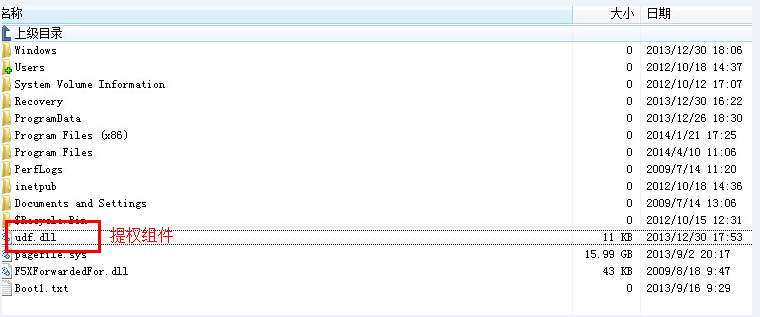 名称 大小 日期
上级目录
Windows 0 2013/12/30 18:06
Users 0 2012/10/18 14:37
System Volume Information 0 2012/10/12 17:07
Recovery 0 2013/12/30 16:22
ProgramData 0 2013/12/26 18:30
Program Files (x86) 0 2014/1/21 17:25
Program Files 0 2014/4/10 11:06
PerfLogs 0 2009/7/14 11:20
inetpub 0 2012/10/18 14:36
Documents and Settings 0 2009/7/14 13:06
$Recycle.Bin 0 2012/10/15 12:31
udf.dll 提权组件 11 KB 2013/12/30 17:53
pagefile.sys 15.99 GB 2013/9/2 20:17
F5XForwardedFor.dll 43 KB 2009/8/18 9:47
Boot1.txt 0 2013/9/16 9:29